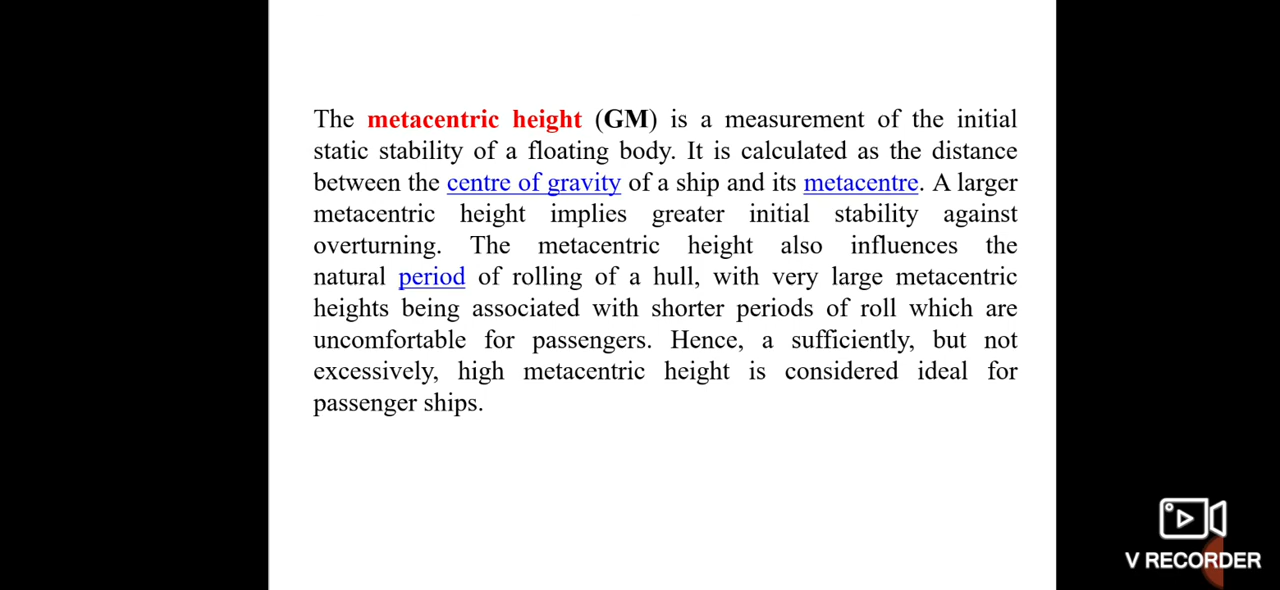 The metacentric height (GM) is a measurement of the initial
static stability of a floating body. It is calculated as the distance
between the centre of gravity of a ship and its metacentre. A larger
metacentric height implies greater initial stability against
overturning. The metacentric height also influences the
natural period of rolling of a hull, with very large metacentric
heights being associated with shorter periods of roll which are
uncomfortable for passengers. Hence, a sufficiently, but not
excessively, high metacentric height is considered ideal for
passenger ships.
V RECORDER